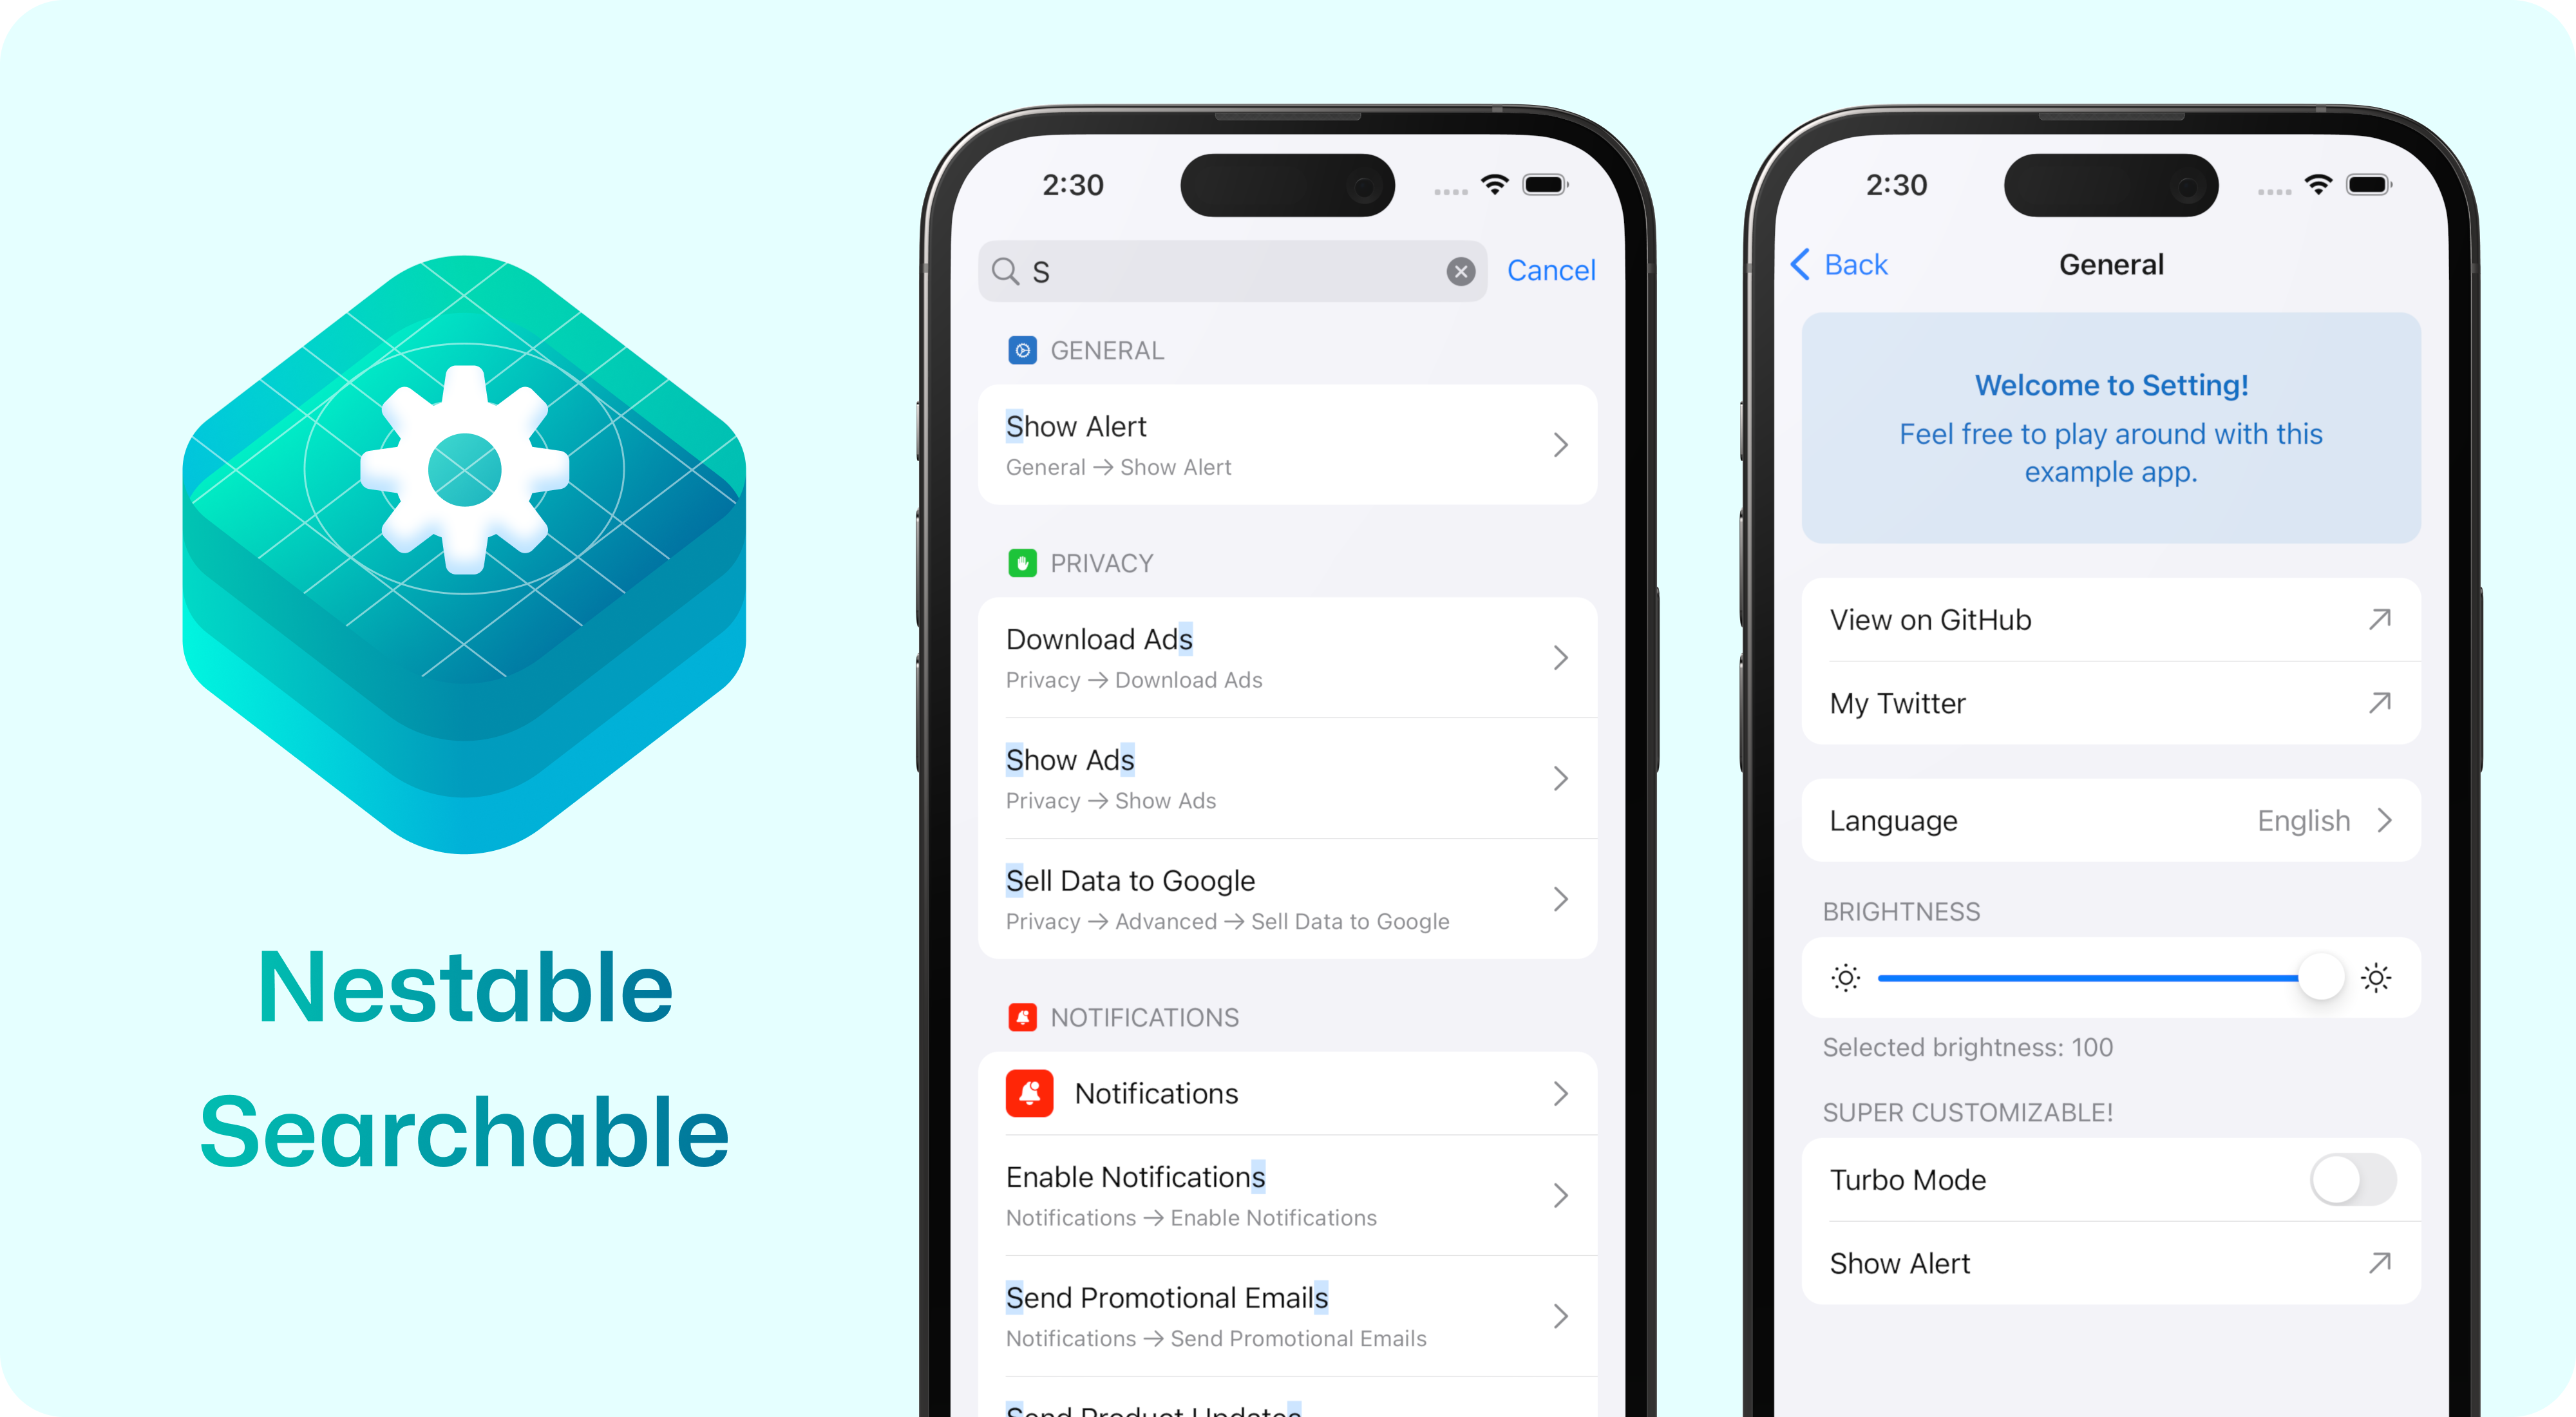 Nestable
Searchable
2:30
S
Cancel
GENERAL
Show Alert
General → Show Alert
PRIVACY
Download Ads
Privacy → Download Ads
Show Ads
Privacy → Show Ads
Sell Data to Google
Privacy → Advanced → Sell Data to Google
NOTIFICATIONS
Notifications
Enable Notifications
Notifications → Enable Notifications
Send Promotional Emails
Notifications → Send Promotional Emails
Send Product Updates
2:30
Back
General
Welcome to Setting!
Feel free to play around with this
example app.
View on GitHub
My Twitter
Language English
BRIGHTNESS
Selected brightness: 100
SUPER CUSTOMIZABLE!
Turbo Mode
Show Alert